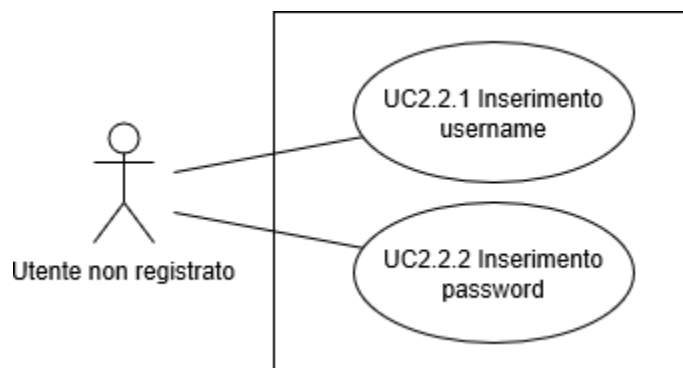 UC2.2.1 Inserimento
username
Utente non registrato
UC2.2.2 Inserimento
password